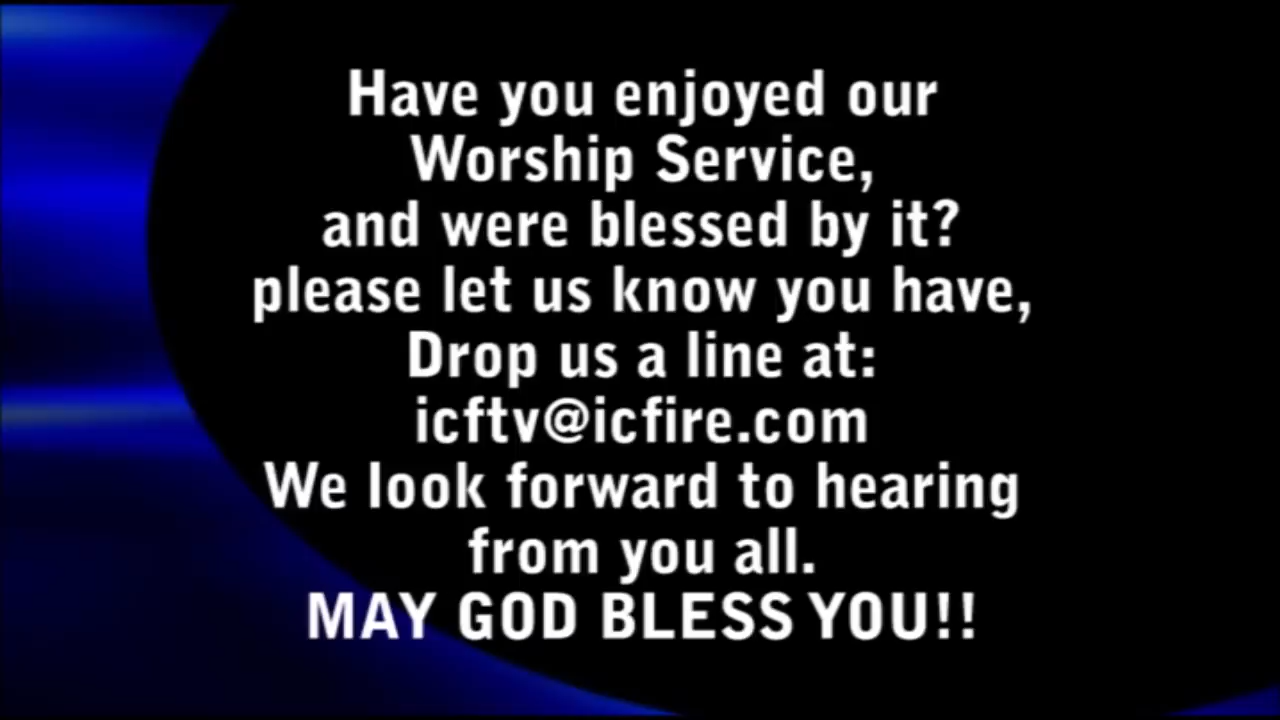 Have you enjoyed our
Worship Service,
and were blessed by it?
please let us know you have,
Drop us a line at:
icftv@icfire.com
We look forward to hearing
from you all.
MAY GOD BLESS YOU!!